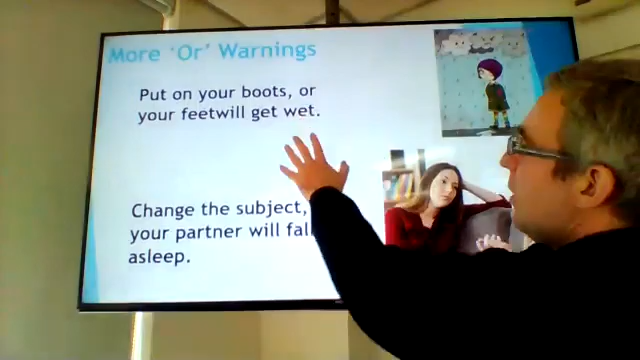 More 'Or' Warnings
Put on your boots, or
your feetwill get wet.
Change the subject,
your partner will fal
asleep.